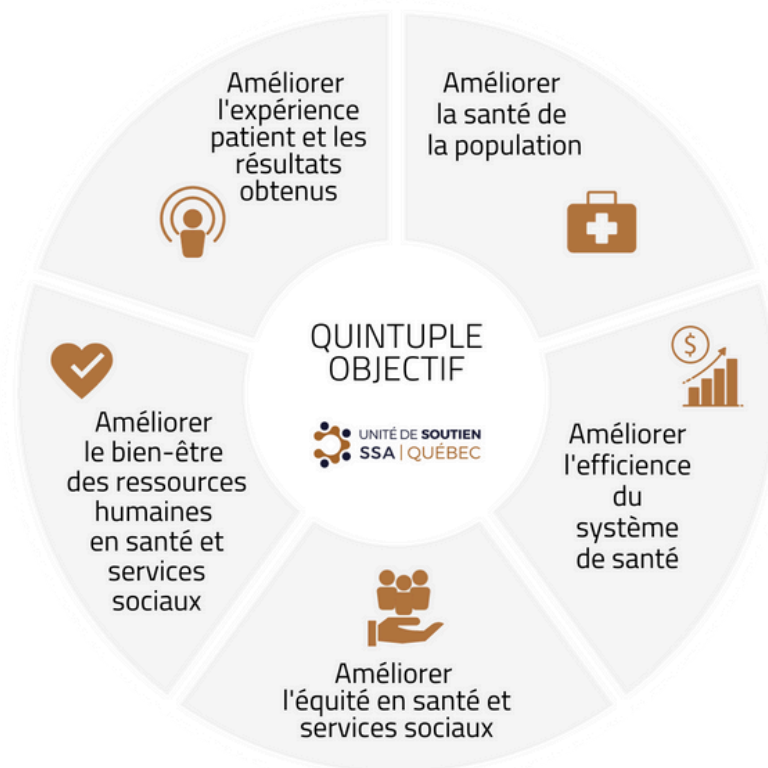 Améliorer
l'expérience
patient et les
résultats
obtenus
Améliorer
la santé de
la population
$
Améliorer
l'efficience
du
système
de santé
Améliorer
l'équité en santé et
services sociaux
Améliorer
le bien-être
des ressources
humaines
en santé et
services
sociaux
QUINTUPLE
OBJECTIF
UNITÉ DE SOUTIEN
SSA | QUÉBEC